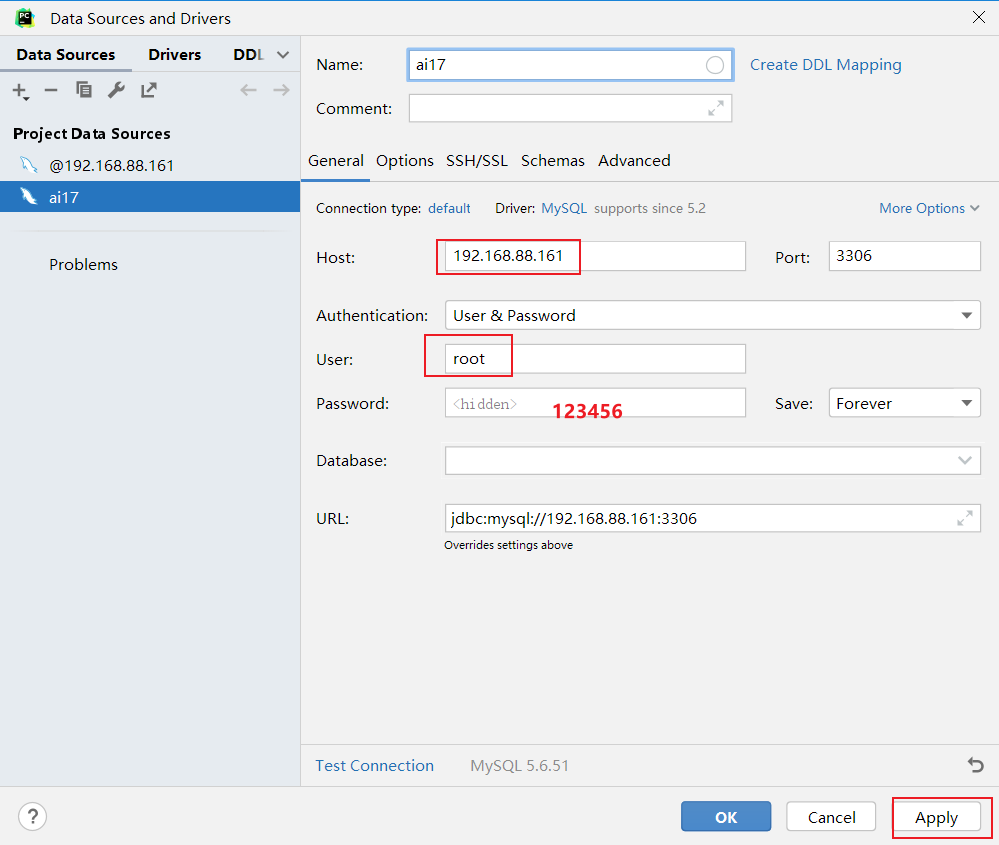 Data Sources and Drivers
Data Sources Drivers DDL
Project Data Sources
@192.168.88.161
ai17
Problems
Name: ai17 Create DDL Mapping
Comment:
General Options SSH/SSL Schemas Advanced
Connection type: default Driver: MySQL supports since 5.2 More Options
Host: 192.168.88.161 Port: 3306
Authentication: User & Password
User: root
Password: <hidden> 123456 Save: Forever
Database:
URL: jdbc:mysql://192.168.88.161:3306
Overrides settings above
Test Connection MySQL 5.6.51
? OK Cancel Apply